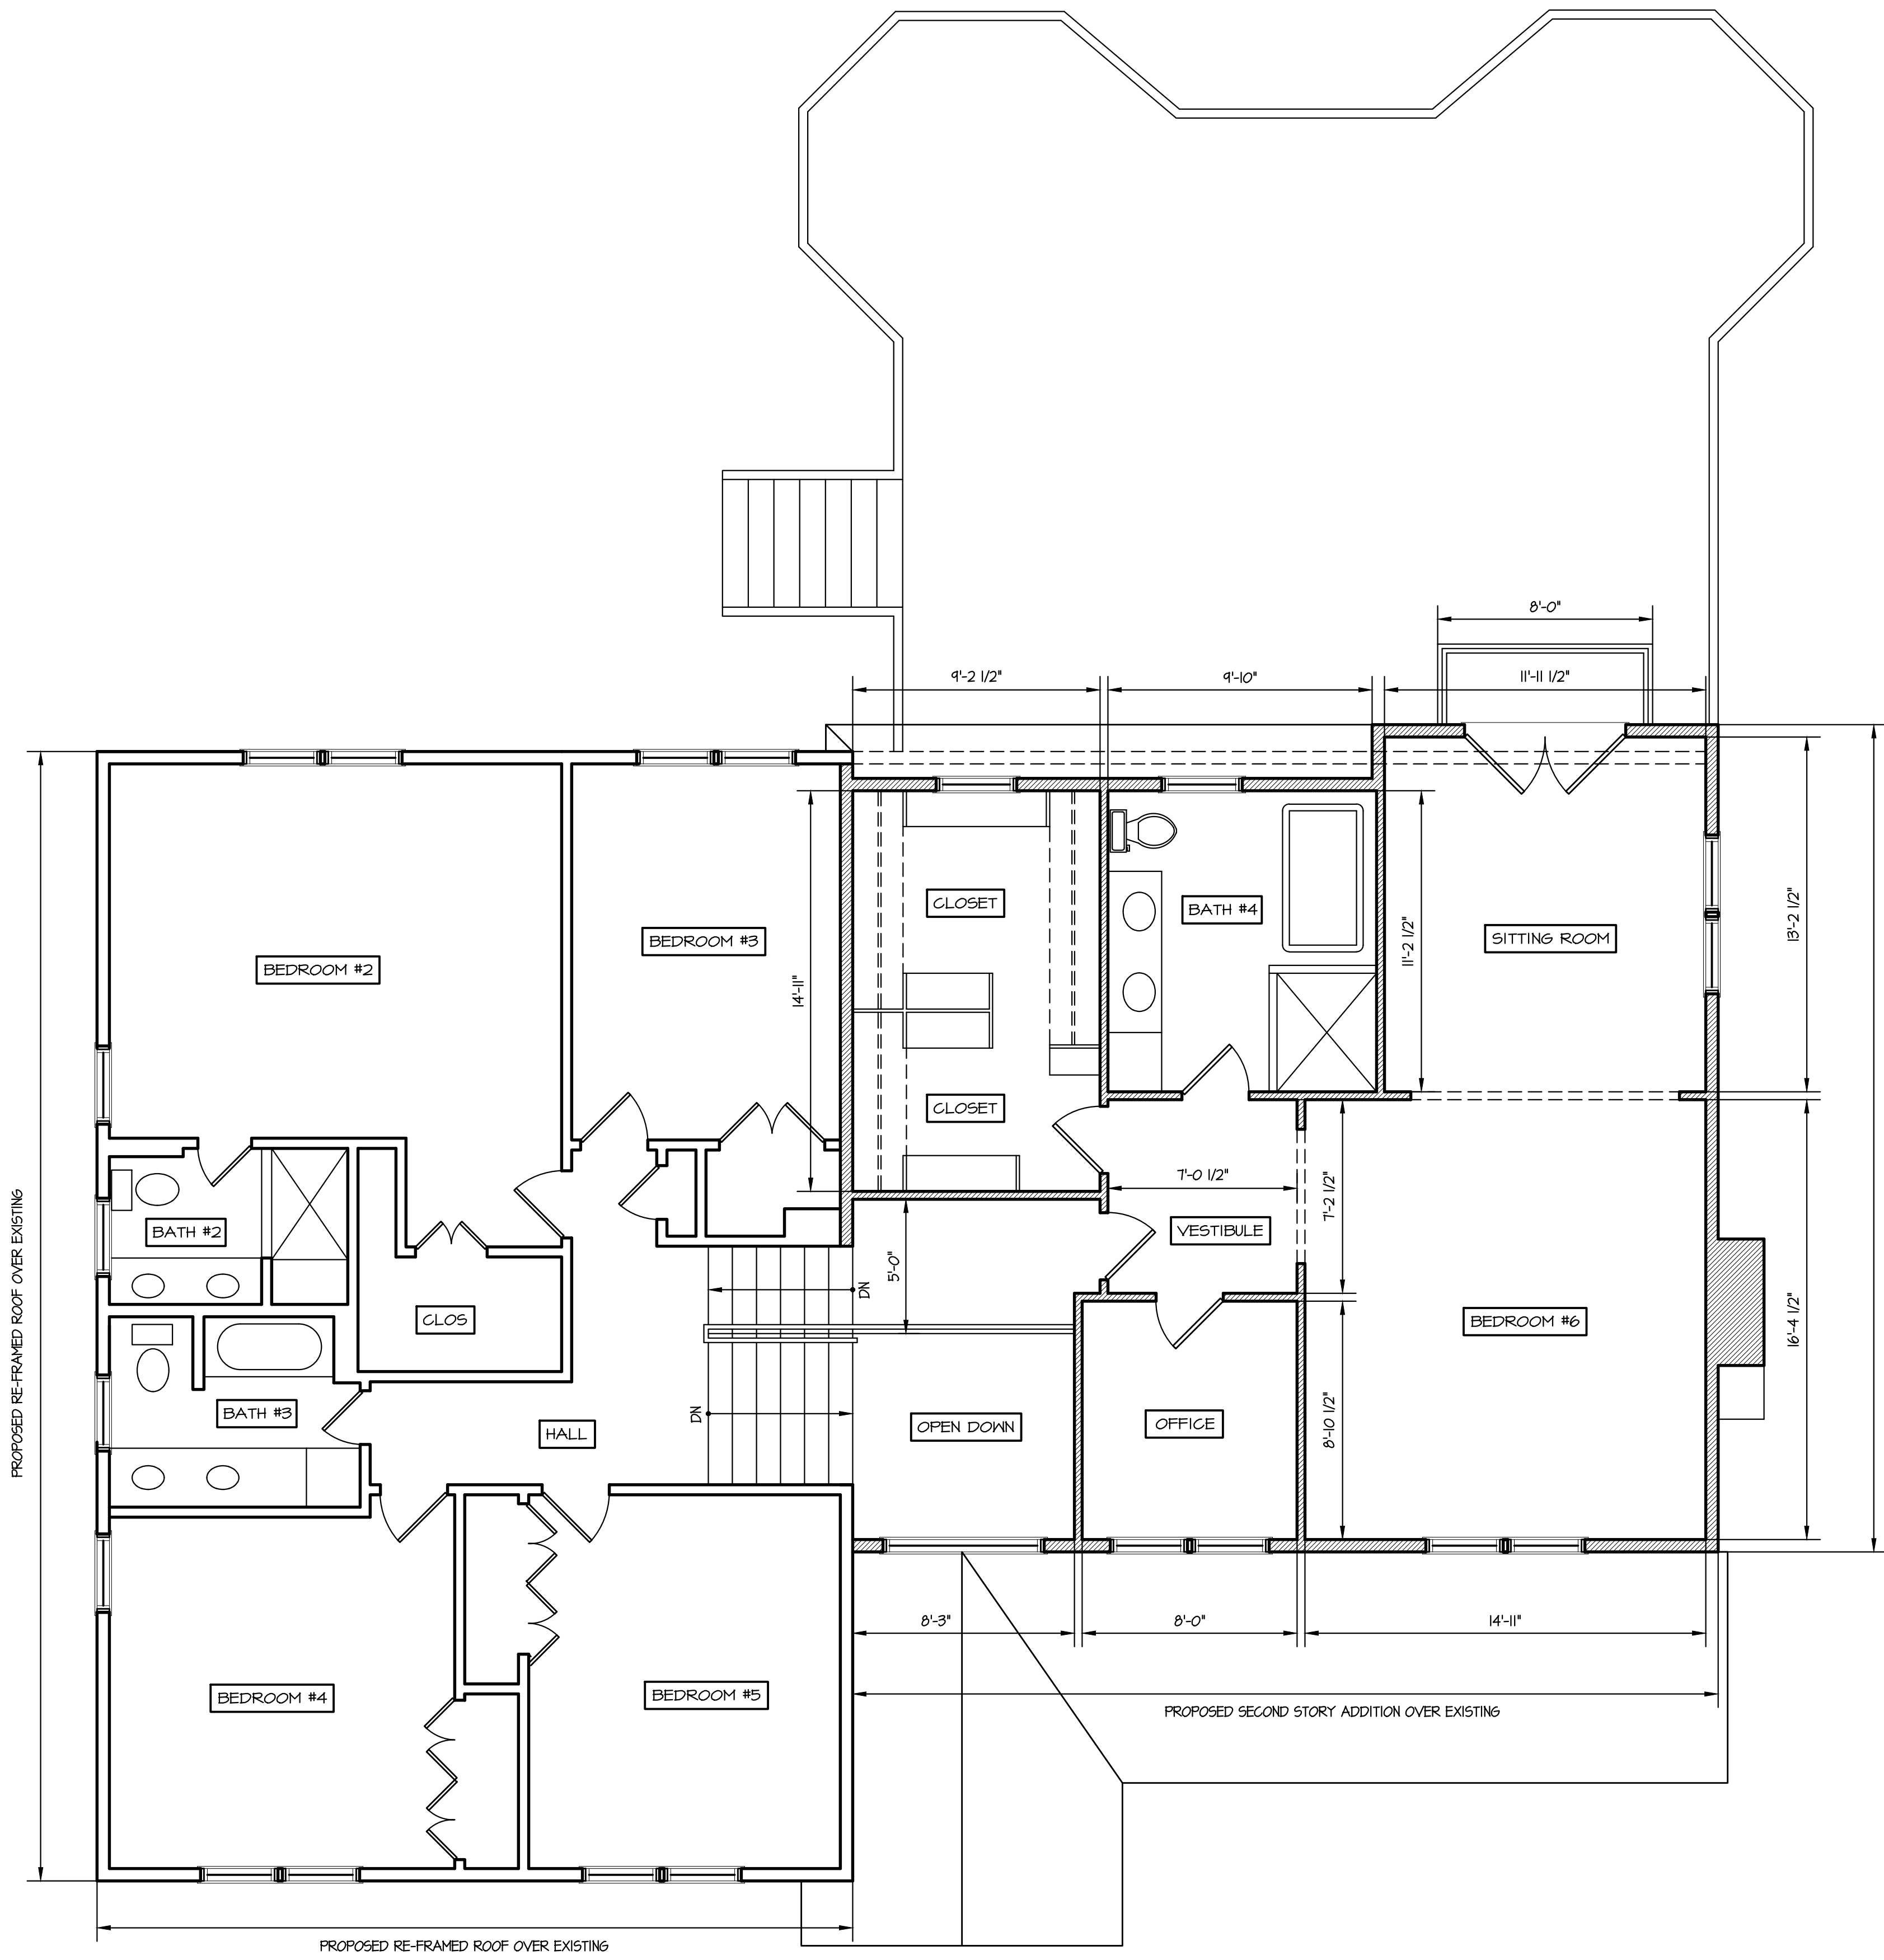 8'-0"
9'-2 1/2"
9'-10"
11'-11 1/2"
CLOSET
BATH #4
BEDROOM #3
SITTING ROOM
13'-2 1/2"
11'-2 1/2"
BEDROOM #2
14'-11"
CLOSET
7'-0 1/2"
7'-2 1/2"
VESTIBULE
BATH #2
5'-0"
DN
CLOS
BEDROOM #6
16'-4 1/2"
PROPOSED RE-FRAMED ROOF OVER EXISTING
BATH #3
DN
HALL
OPEN DOWN
OFFICE
8'-10 1/2"
8'-3"
8'-0"
14'-11"
BEDROOM #4
BEDROOM #5
PROPOSED SECOND STORY ADDITION OVER EXISTING
PROPOSED RE-FRAMED ROOF OVER EXISTING